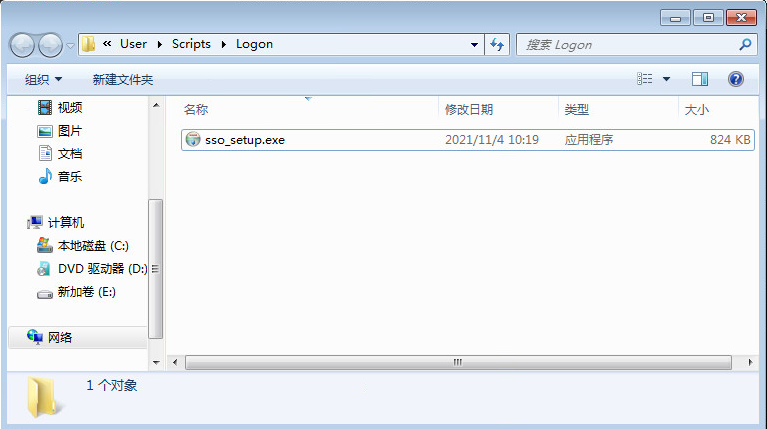 « User Scripts Logon
搜索 Logon
组织
新建文件夹
视频
图片
文档
音乐
计算机
本地磁盘 (C:)
DVD 驱动器 (D:)
新加卷 (E:)
网络
名称 修改日期 类型 大小
sso_setup.exe 2021/11/4 10:19 应用程序 824 KB
1 个对象